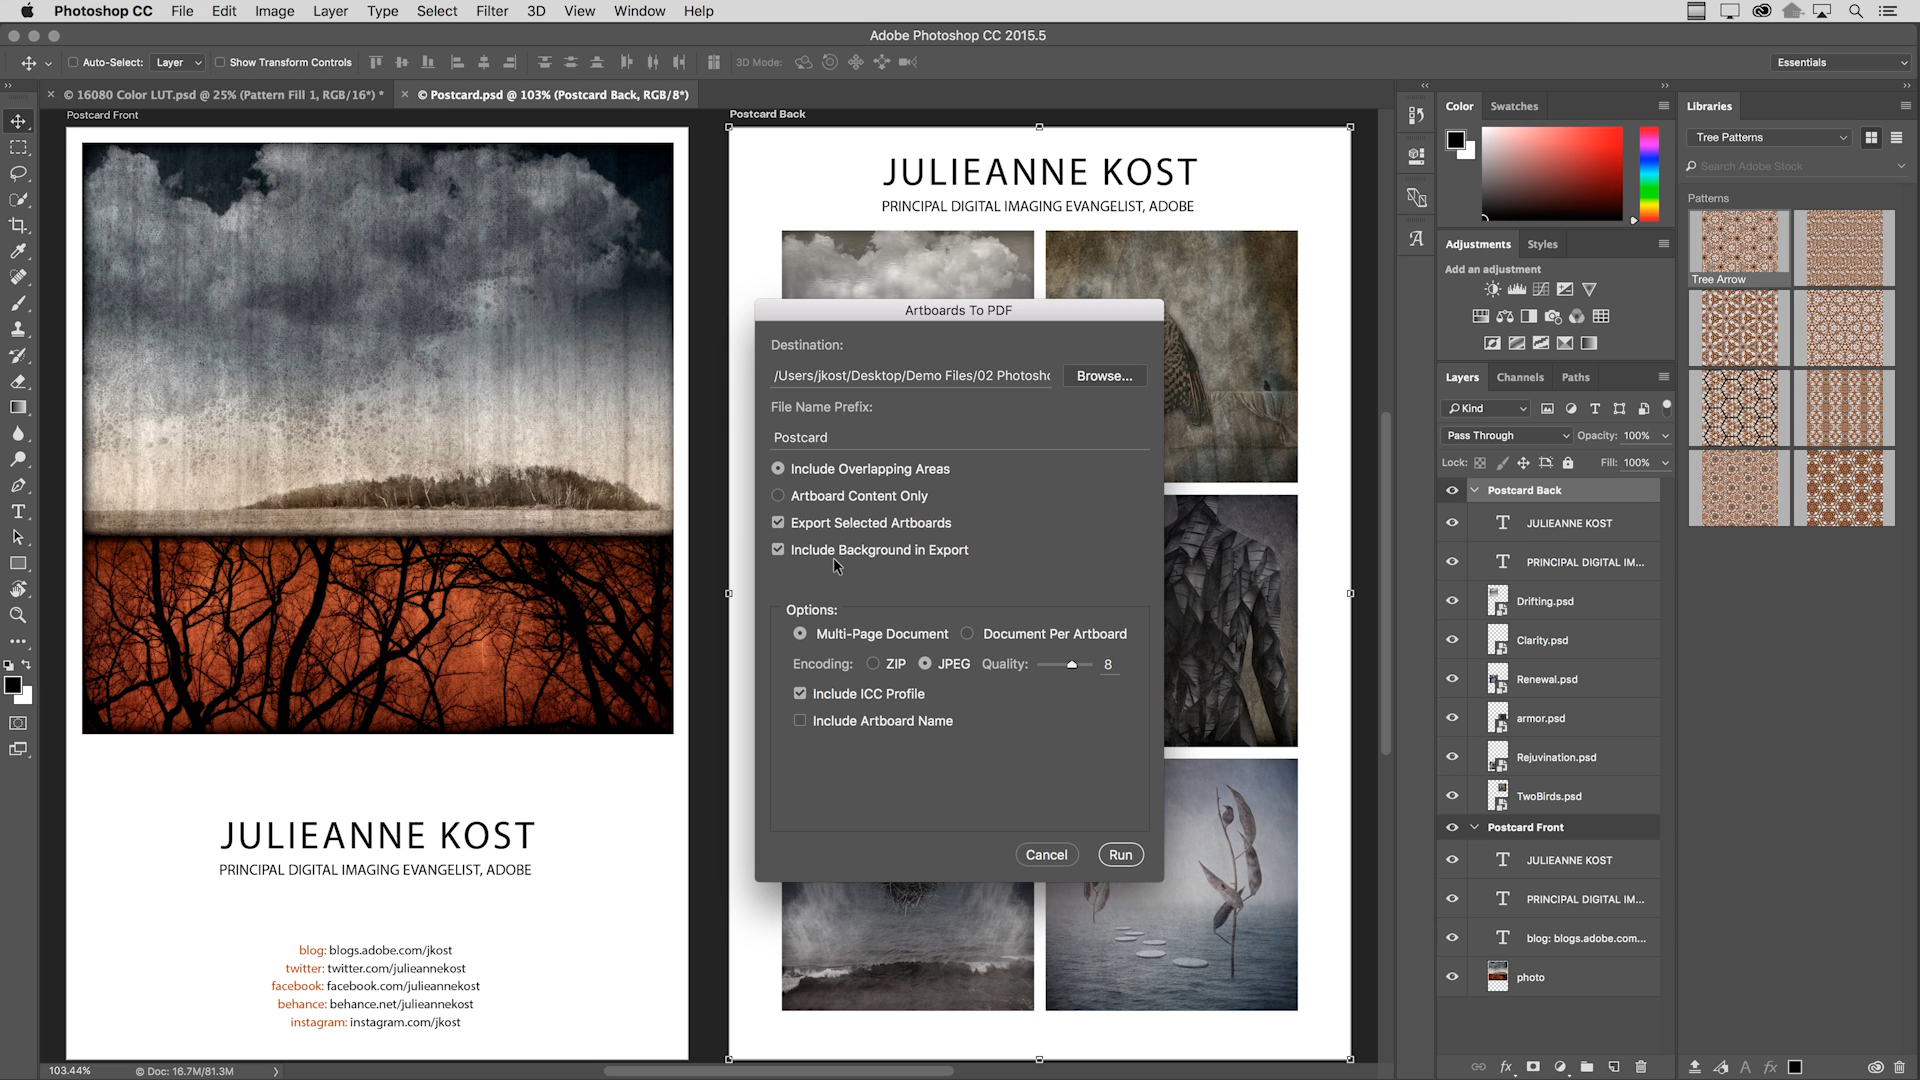 Photoshop CC File Edit Image Layer Type Select Filter 3D View Window Help
Adobe Photoshop CC 2015.5
Auto-Select: Layer Show Transform Controls 3D Mode: Essentials
© 16080 Color LUT.psd @ 25% (Pattern Fill 1, RGB/16*) *
© Postcard.psd @ 103% (Postcard Back, RGB/8*)
Postcard Front
JULIEANNE KOST
PRINCIPAL DIGITAL IMAGING EVANGELIST, ADOBE
blog: blogs.adobe.com/jkost
twitter: twitter.com/julieannekost
facebook: facebook.com/julieannekost
behance: behance.net/julieannekost
instagram: instagram.com/jkost
Postcard Back
JULIEANNE KOST
PRINCIPAL DIGITAL IMAGING EVANGELIST, ADOBE
Artboards To PDF
Destination:
/Users/jkost/Desktop/Demo Files/02 Photosho
Browse...
File Name Prefix:
Postcard
Include Overlapping Areas
Artboard Content Only
Export Selected Artboards
Include Background in Export
Options:
Multi-Page Document Document Per Artboard
Encoding: ZIP JPEG Quality: 8
Include ICC Profile
Include Artboard Name
Cancel Run
Color Swatches
Adjustments Styles
Add an adjustment
Layers Channels Paths
Kind
Pass Through Opacity: 100%
Lock: Fill: 100%
Postcard Back
T JULIEANNE KOST
T PRINCIPAL DIGITAL IM...
Drifting.psd
Clarity.psd
Renewal.psd
armor.psd
Rejuvination.psd
TwoBirds.psd
Postcard Front
T JULIEANNE KOST
T PRINCIPAL DIGITAL IM...
T blog: blogs.adobe.com...
photo
Libraries
Tree Patterns
Search Adobe Stock
Patterns
Tree Arrow
103.44% © Doc: 16.7M/81.3M